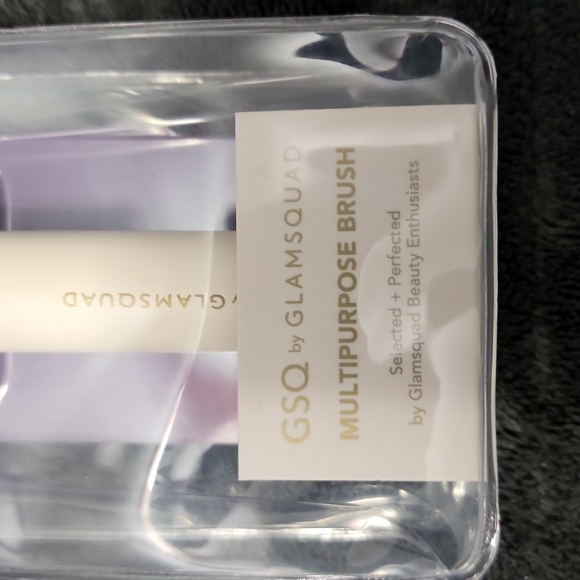 GSQ by GLAMSQUAD
MULTIPURPOSE BRUSH
Selected + Perfected
by Glamsquad Beauty Enthusiasts
GLAMSQUAD